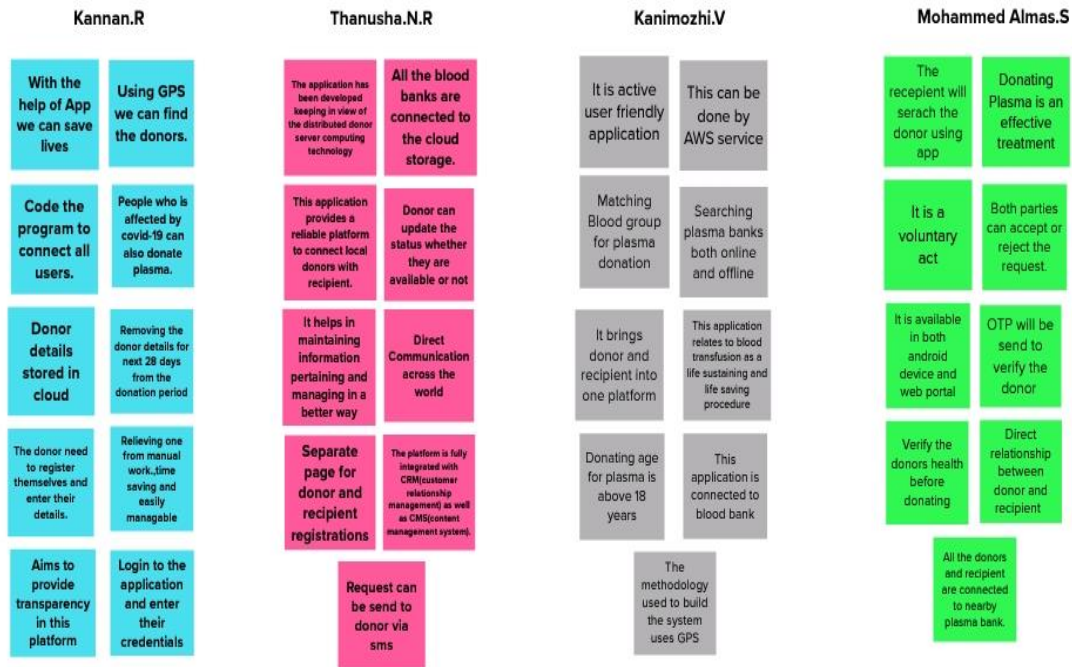 Kannan.R
Thanusha.N.R
Kanimozhi.V
Mohammed Almas.S
With the
help of App
we can save
lives
Using GPS
we can find
the donors.
Code the
program to
connect all
users.
People who is
affected by
covid-19 can
also donate
plasma.
Donor
details
stored in
cloud
Removing the
donor details for
next 28 days
from the
donation period
The donor need
to register
themselves and
enter their
details.
Relieving one
from manual
work.,time
saving and
easily
managable
Aims to
provide
transparency
in this
platform
Login to the
application
and enter
their
credentials
The application has
been developed
keeping in view of
the distributed donor
server computing
technology
All the blood
banks are
connected to
the cloud
storage.
This application
provides a
reliable platform
to connect local
donors with
recipient.
Donor can
update the
status whether
they are
available or not
It helps in
maintaining
information
pertaining and
managing in a
better way
Direct
Communication
across the
world
Separate
page for
donor and
recipient
registrations
The platform is fully
integrated with
CRM(customer
relationship
management) as well
as CMS(content
management system).
Request can
be send to
donor via
sms
It is active
user friendly
application
This can be
done by
AWS service
Matching
Blood group
for plasma
donation
Searching
plasma banks
both online
and offline
It brings
donor and
recipient into
one platform
This application
relates to blood
transfusion as a
life sustaining and
life saving
procedure
Donating age
for plasma is
above 18
years
This
application is
connected to
blood bank
The
methodology
used to build
the system
uses GPS
The
recepient will
serach the
donor using
app
Donating
Plasma is an
effective
treatment
It is a
voluntary
act
Both parties
can accept or
reject the
request.
It is available
in both
android
device and
web portal
OTP will be
send to
verify the
donor
Verify the
donors health
before
donating
Direct
relationship
between
donor and
recipient
All the donors
and recipient
are connected
to nearby
plasma bank.